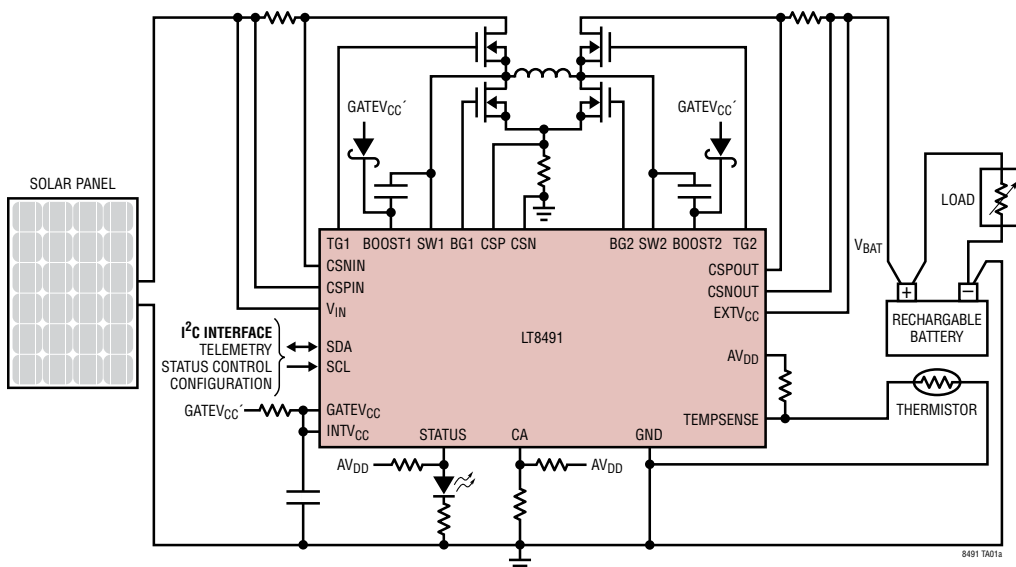 GATEVCC´
GATEVCC´
SOLAR PANEL
LOAD
TG1 BOOST1 SW1 BG1 CSP CSN BG2 SW2 BOOST2 TG2
VBAT
CSNIN
CSPIN
VIN
CSPOUT
CSNOUT
EXTVCC
+
−
RECHARGABLE
BATTERY
LT8491
I2C INTERFACE
TELEMETRY
STATUS CONTROL
CONFIGURATION
SDA
SCL
AVDD
GATEVCC´
GATEVCC
INTVCC
TEMPSENSE
THERMISTOR
STATUS CA GND
AVDD
AVDD
8491 TA01a